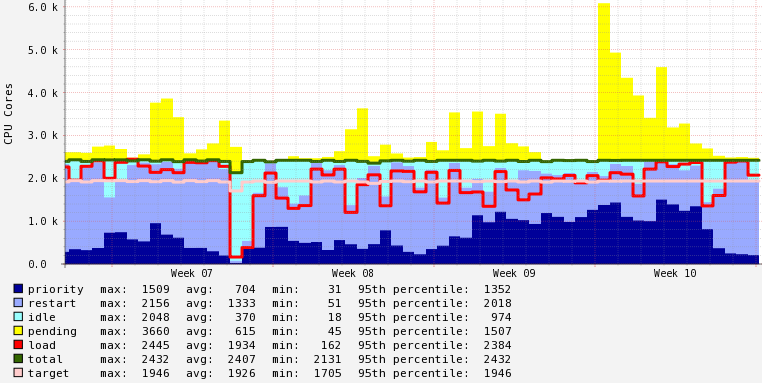 6.0 k
5.0 k
4.0 k
3.0 k
2.0 k
1.0 k
0.0
CPU Cores
Week 07 Week 08 Week 09 Week 10
priority max: 1509 avg: 704 min: 31 95th percentile: 1352
restart max: 2156 avg: 1333 min: 51 95th percentile: 2018
idle max: 2048 avg: 370 min: 18 95th percentile: 974
pending max: 3660 avg: 615 min: 45 95th percentile: 1507
load max: 2445 avg: 1934 min: 162 95th percentile: 2384
total max: 2432 avg: 2407 min: 2131 95th percentile: 2432
target max: 1946 avg: 1926 min: 1705 95th percentile: 1946